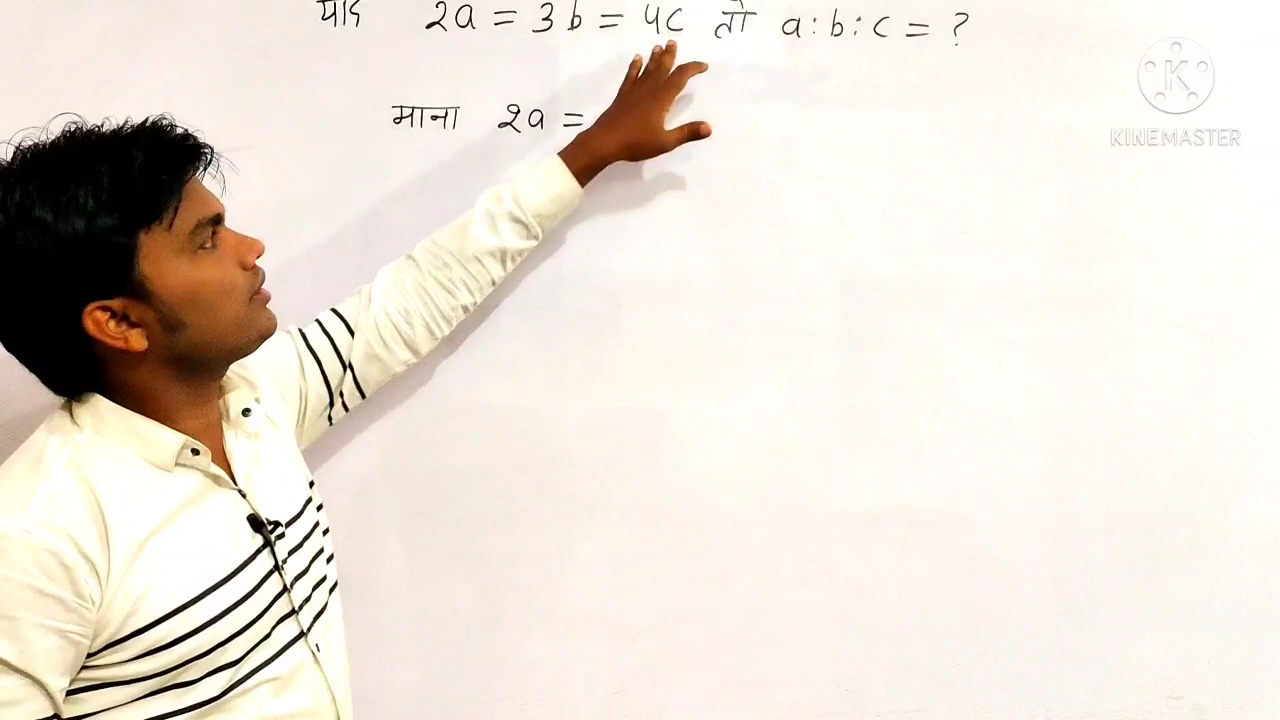 यदि 2a = 3b = 4c तो a:b:c = ?
माना 2a =
K
KINEMASTER